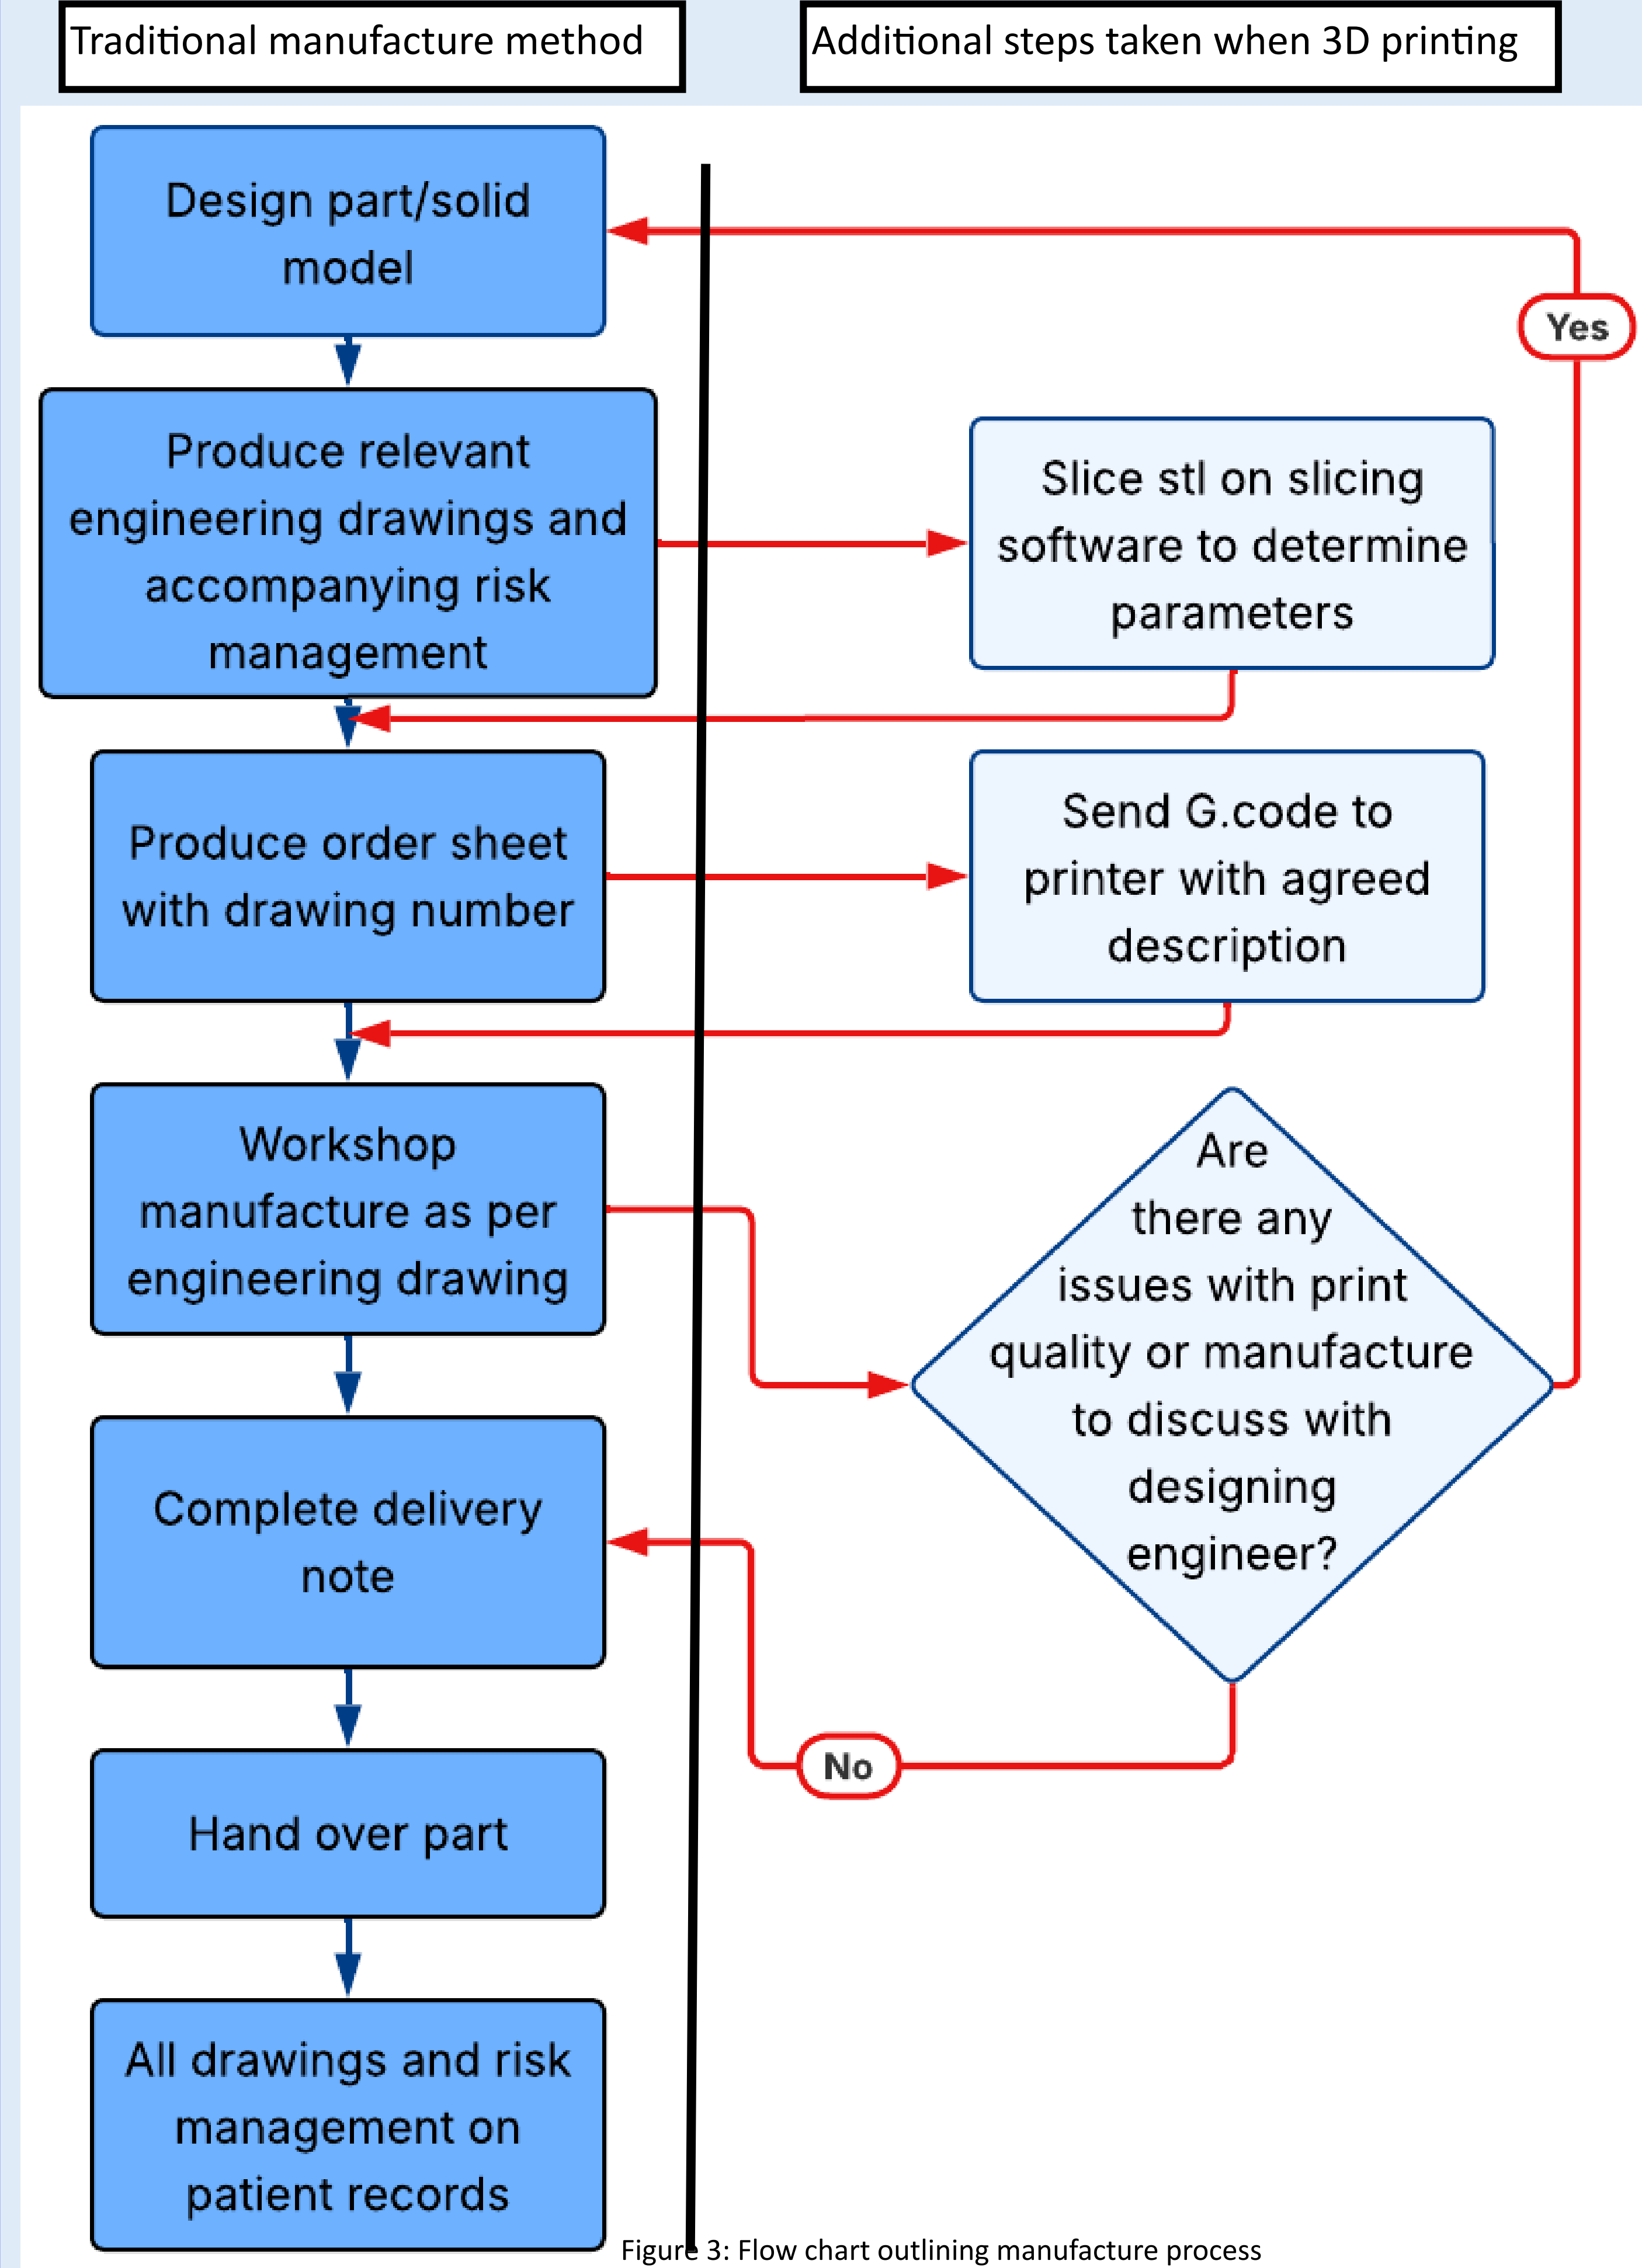 Traditional manufacture method
Additional steps taken when 3D printing
Design part/solid
model
Yes
Produce relevant
engineering drawings and
accompanying risk
management
Slice stl on slicing
software to determine
parameters
Produce order sheet
with drawing number
Send G.code to
printer with agreed
description
Workshop
manufacture as per
engineering drawing
Are
there any
issues with print
quality or manufacture
to discuss with
designing
engineer?
Complete delivery
note
No
Hand over part
All drawings and risk
management on
patient records
Figure 3: Flow chart outlining manufacture process